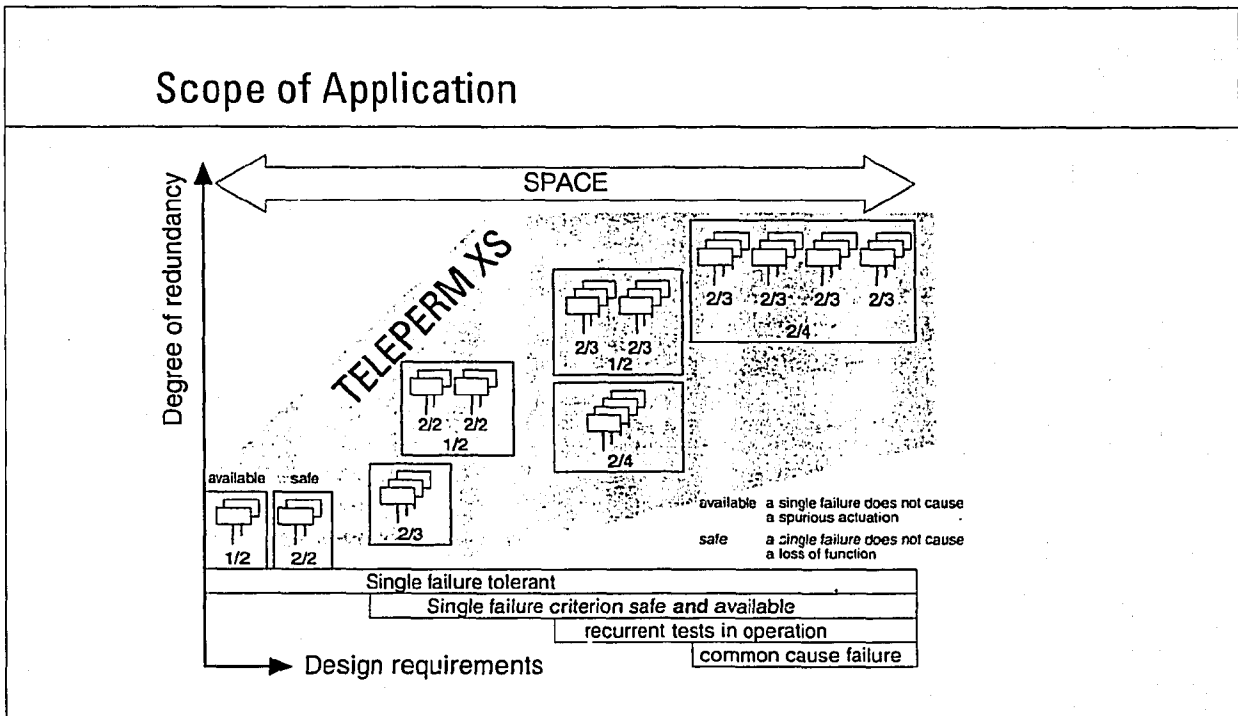 Scope of Application
SPACE
Degree of redundancy
TELEPERM XS
2/3 2/3 2/3 2/3
2/4
2/3 2/3
1/2
2/2 2/2
1/2
2/4
available safe
1/2
2/2
2/3
available a single failure does not cause
a spurious actuation
safe a single failure does not cause
a loss of function
Single failure tolerant
Single failure criterion safe and available
recurrent tests in operation
common cause failure
Design requirements